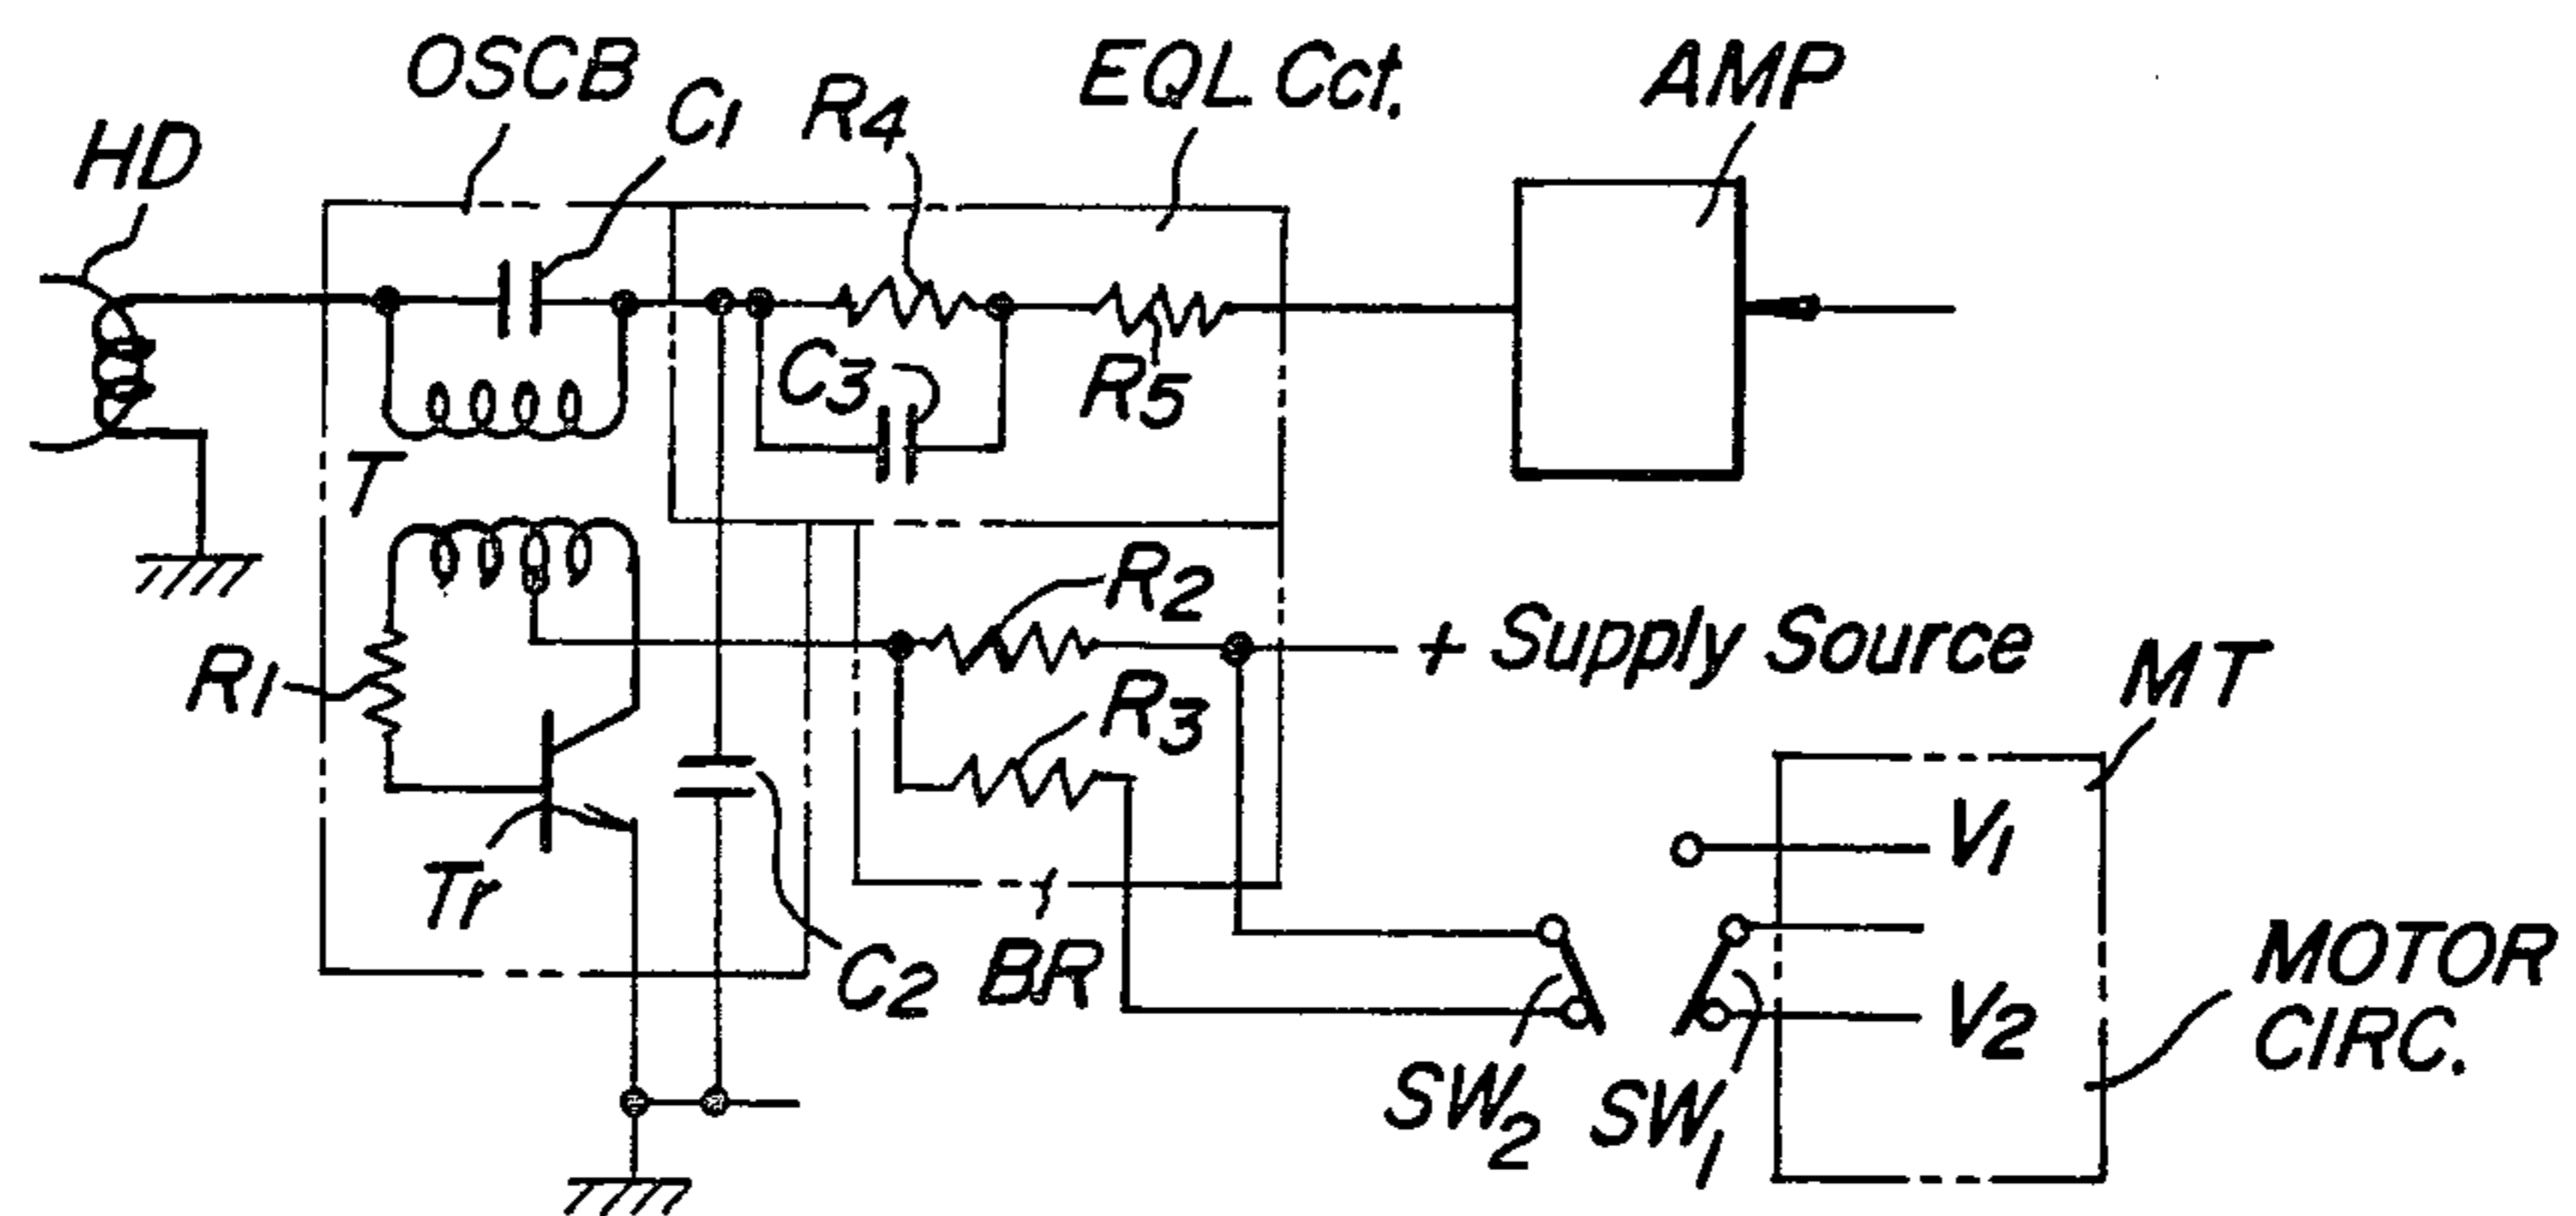 OSCB
EQL Cct.
AMP
HD
C1
R4
C3
R5
T
R2
+ Supply Source
R1
R3
MT
V1
Tr
C2
BR
MOTOR
CIRC.
V2
SW2
SW1